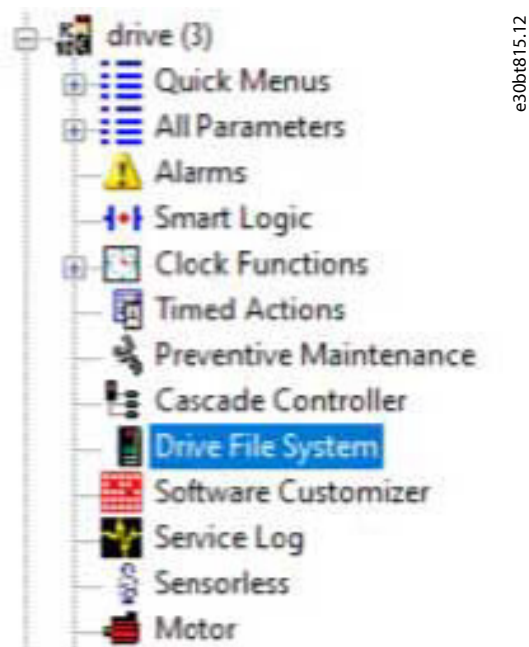 drive (3)
Quick Menus
All Parameters
Alarms
Smart Logic
Clock Functions
Timed Actions
Preventive Maintenance
Cascade Controller
Drive File System
Software Customizer
Service Log
Sensorless
Motor
e30bt815.12